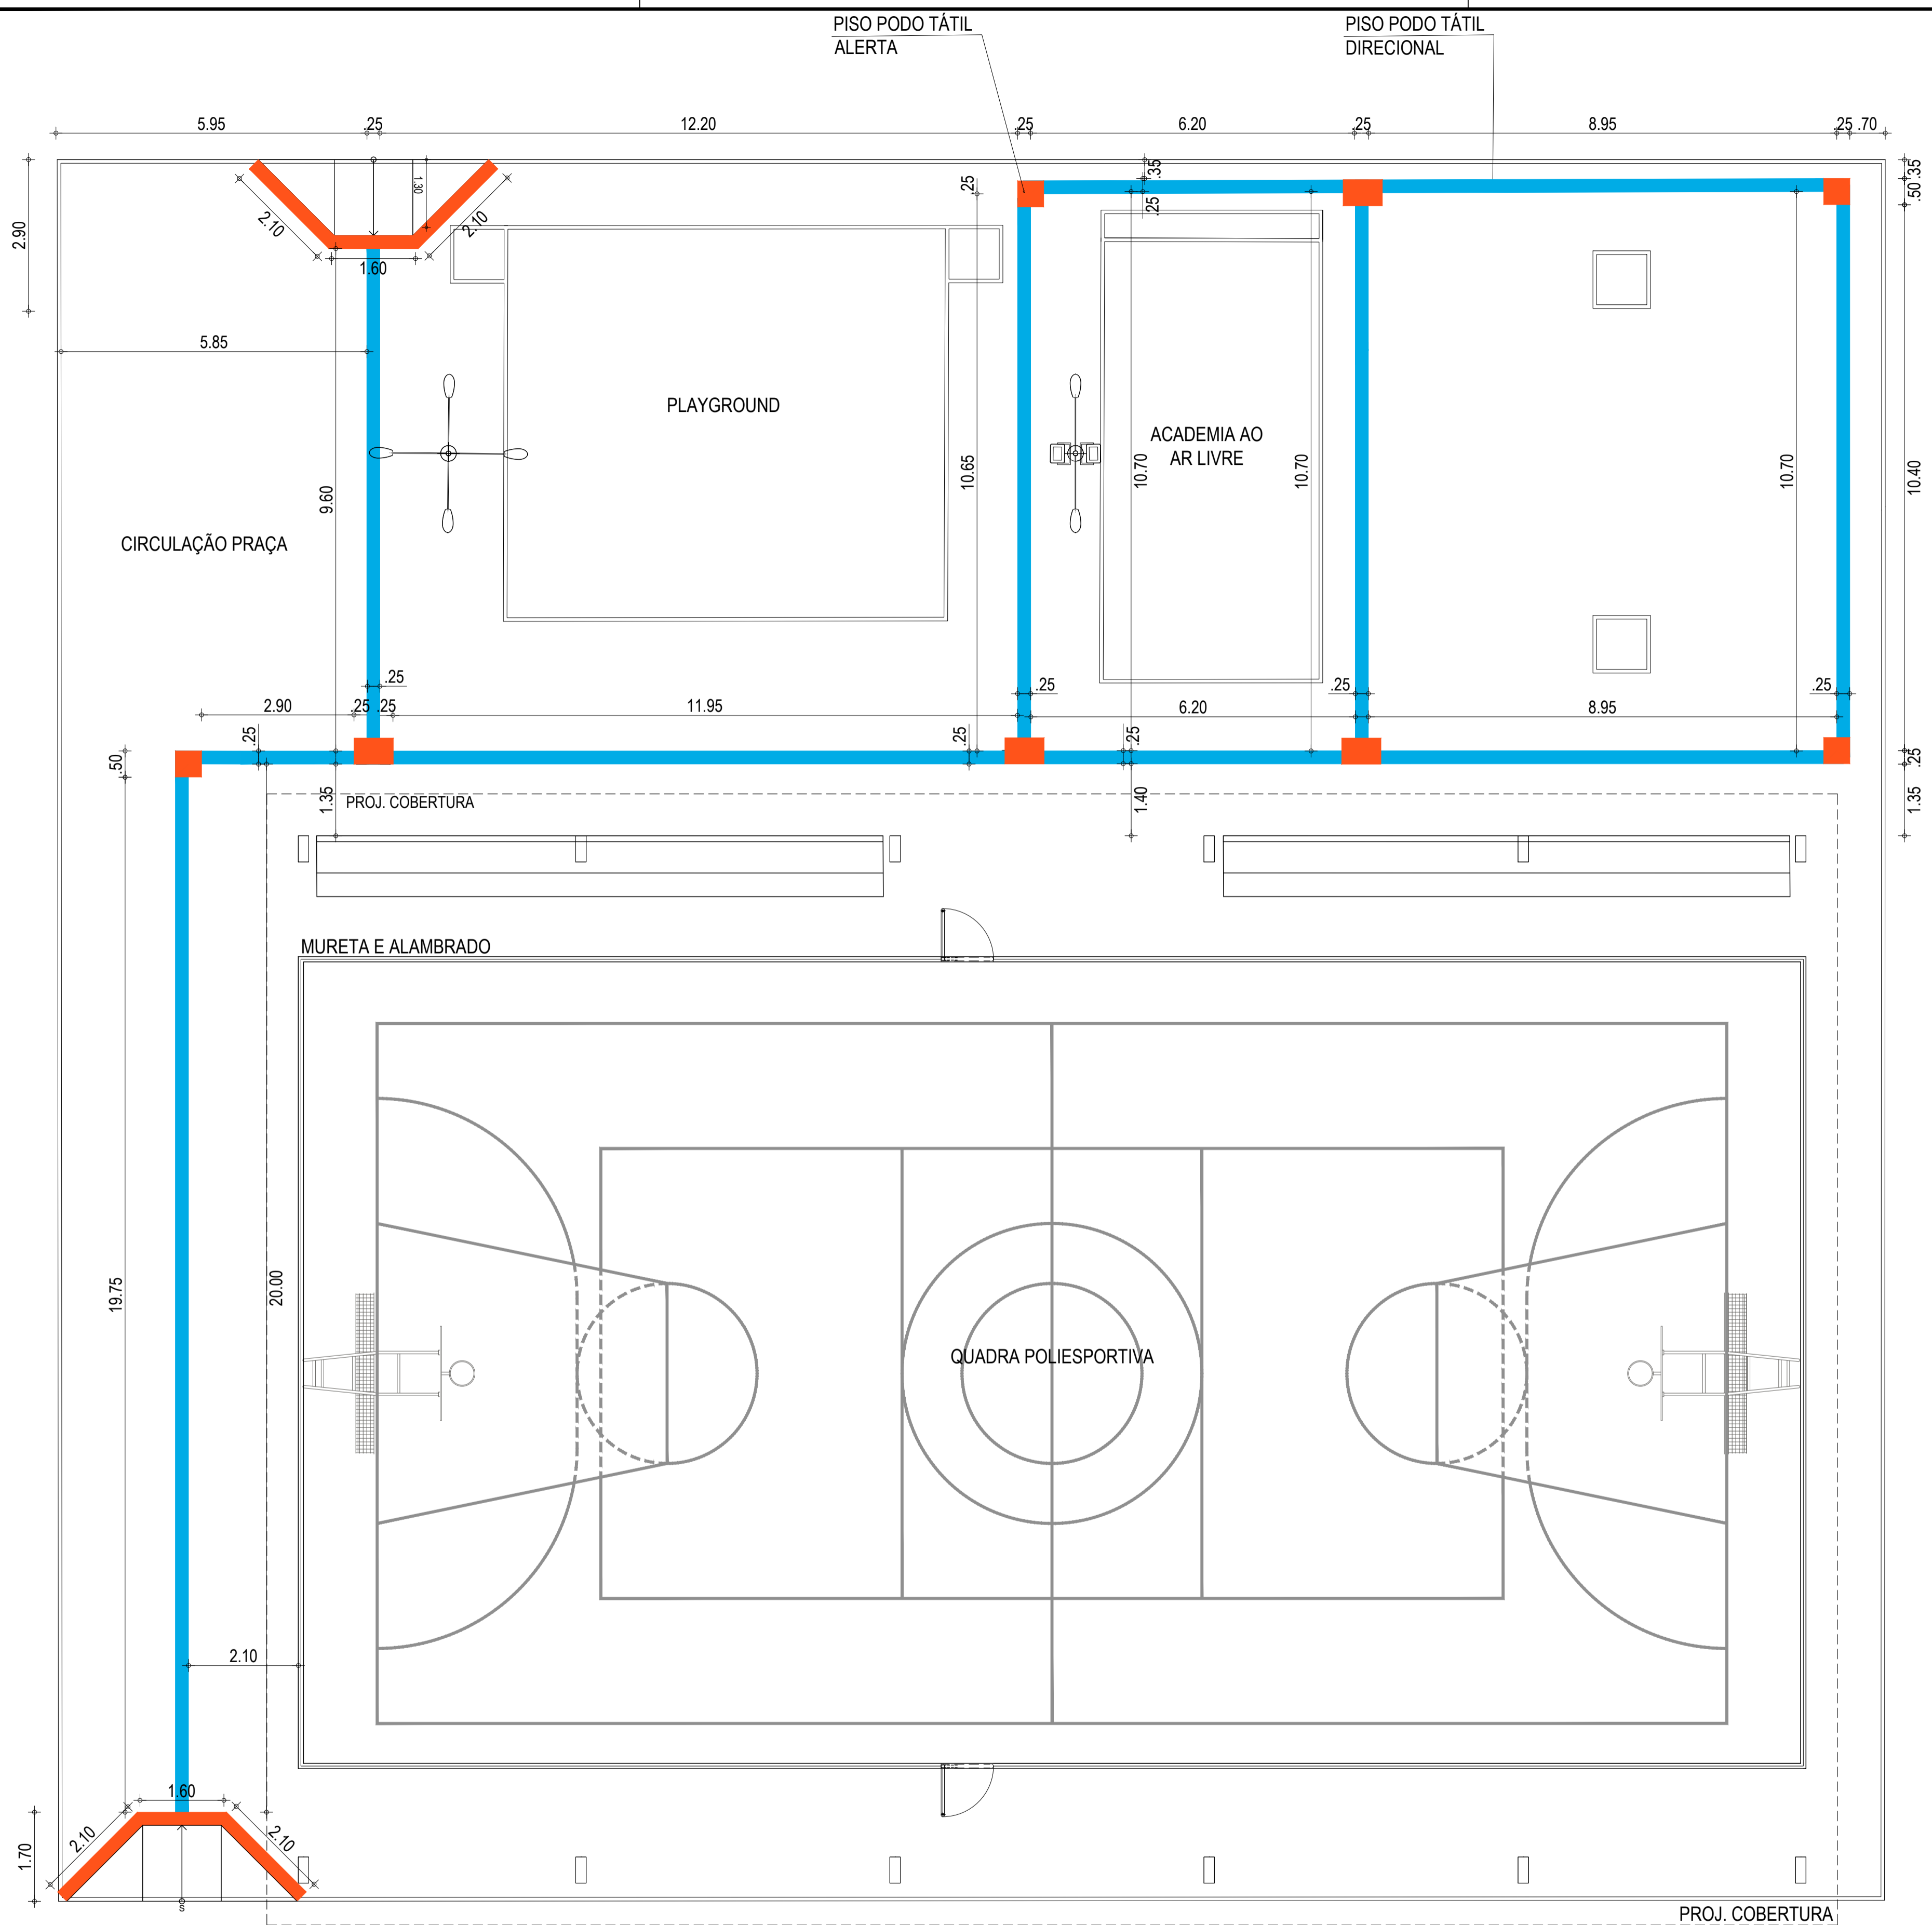 PISO PODO TÁTIL
ALERTA
PISO PODO TÁTIL
DIRECIONAL
5.95 .25 12.20 .25 6.20 .25 8.95 .25 .70
2.90
1.30
2.10
2.10
1.60
.25
.35
.25
.35
.50
5.85
PLAYGROUND
ACADEMIA AO
AR LIVRE
9.60
10.65
10.70
10.70
10.70
10.40
CIRCULAÇÃO PRAÇA
.25
.25
.25
.25
2.90 .25 .25 11.95 6.20 8.95
.50
.25
.25
.25
.25
1.35
PROJ. COBERTURA
1.40
1.35
MURETA E ALAMBRADO
19.75
20.00
QUADRA POLIESPORTIVA
2.10
1.60
2.10
2.10
1.70
S
PROJ. COBERTURA